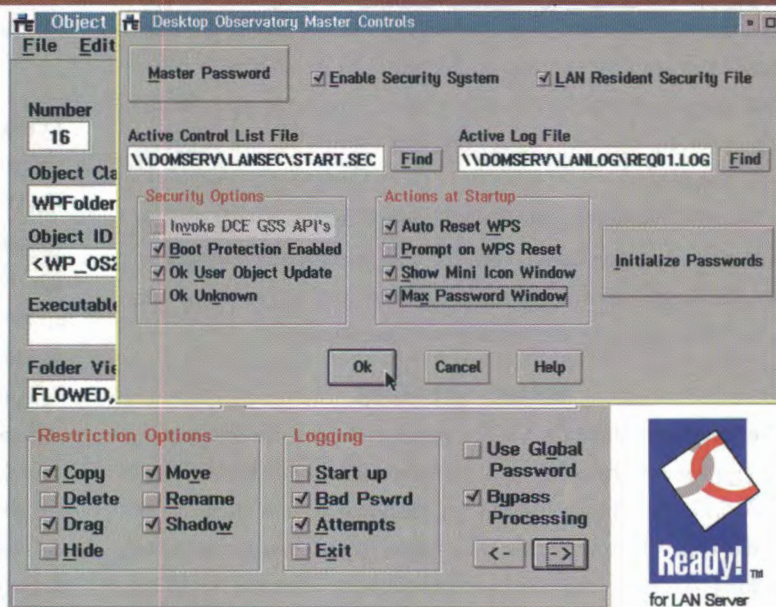 Object
Desktop Observatory Master Controls
File Edit
Master Password
Enable Security System
LAN Resident Security File
Number
16
Active Control List File
Active Log File
\\DOMSERV\LANSEC\START.SEC
Find
\\DOMSERV\LANLOG\REQ01.LOG
Find
Object Cla
WPFolder
Object ID
<WP_OS2
Executable
Folder Vie
FLOWED,
Security Options
Invoke DCE GSS API's
Boot Protection Enabled
Ok User Object Update
Ok Unknown
Actions at Startup
Auto Reset WPS
Prompt on WPS Reset
Show Mini Icon Window
Max Password Window
Initialize Passwords
Ok
Cancel
Help
Restriction Options
Copy Move
Delete Rename
Drag Shadow
Hide
Logging
Start up
Bad Pswrd
Attempts
Exit
Use Global
Password
Bypass
Processing
<-
->
Ready! TM
for LAN Server